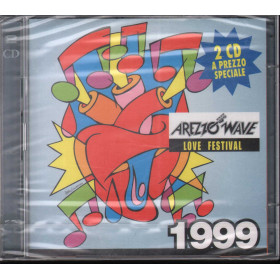 2 CD
A PREZZO
SPECIALE
AREZZO WAVE
LOVE FESTIVAL
1999